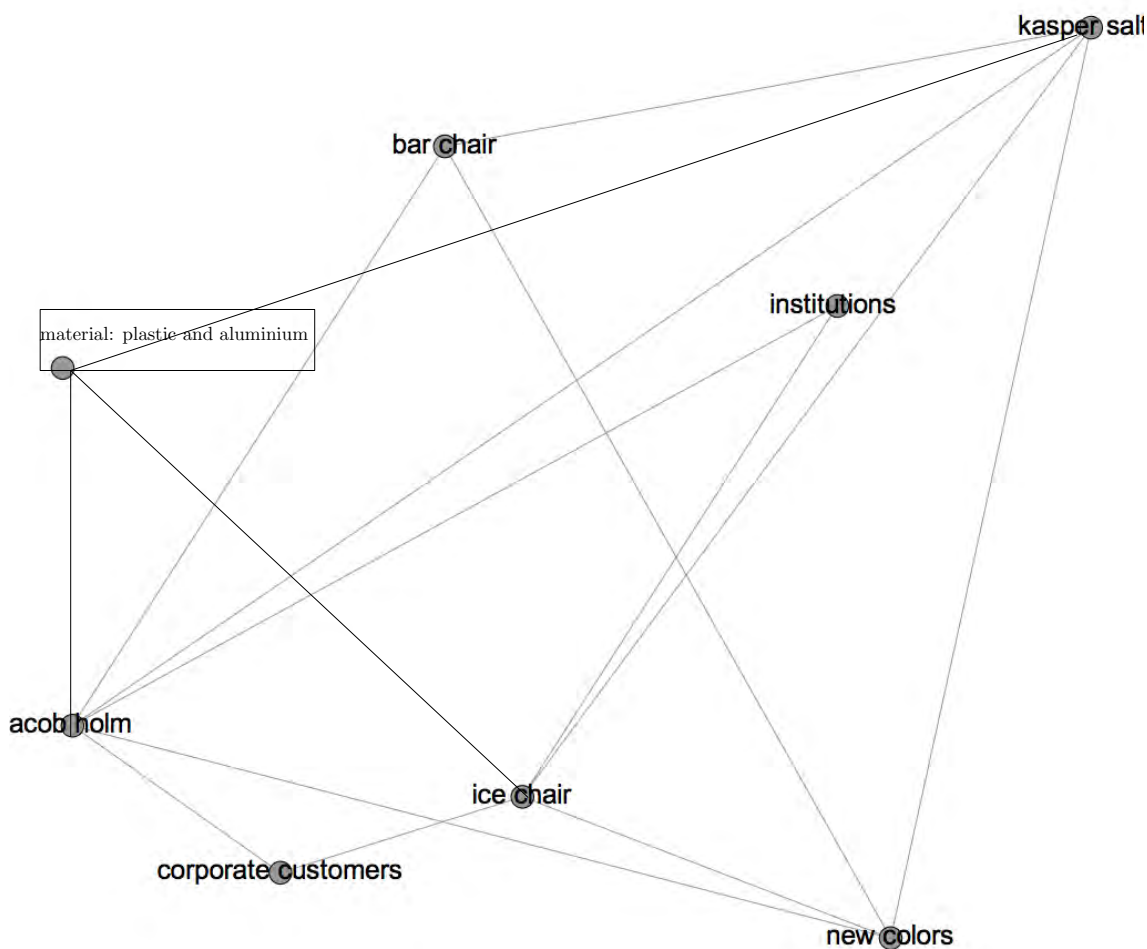 kasper salt
bar chair
institutions
material: plastic and aluminium
acob holm
ice chair
corporate customers
new colors